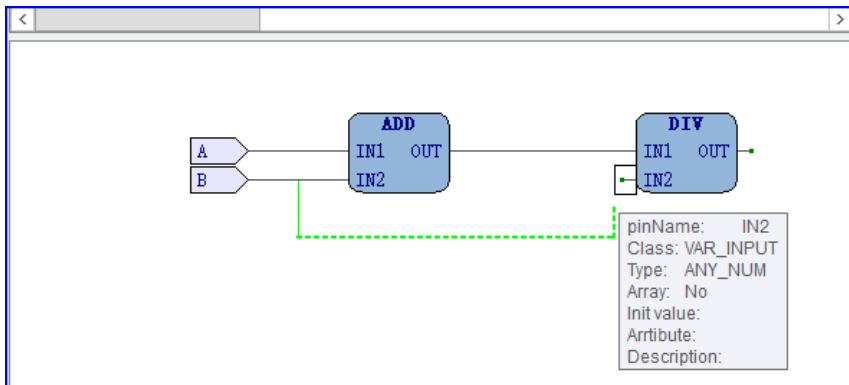 ADD
DIV
A
IN1 OUT
IN1 OUT
B
IN2
IN2
pinName: IN2
Class: VAR_INPUT
Type: ANY_NUM
Array: No
Init value:
Arrtibute:
Description: